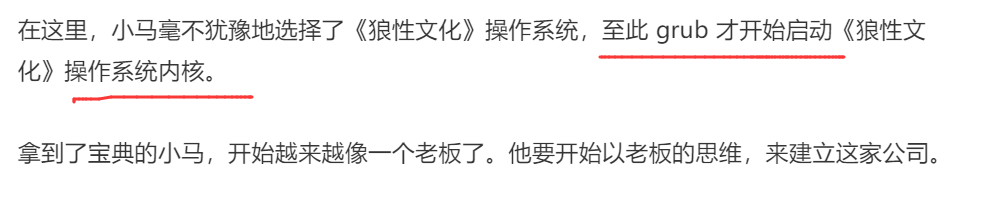 在这里，小马毫不犹豫地选择了《狼性文化》操作系统，至此 grub 才开始启动《狼性文
化》操作系统内核。
拿到了宝典的小马，开始越来越像一个老板了。他要开始以老板的思维，来建立这家公司。